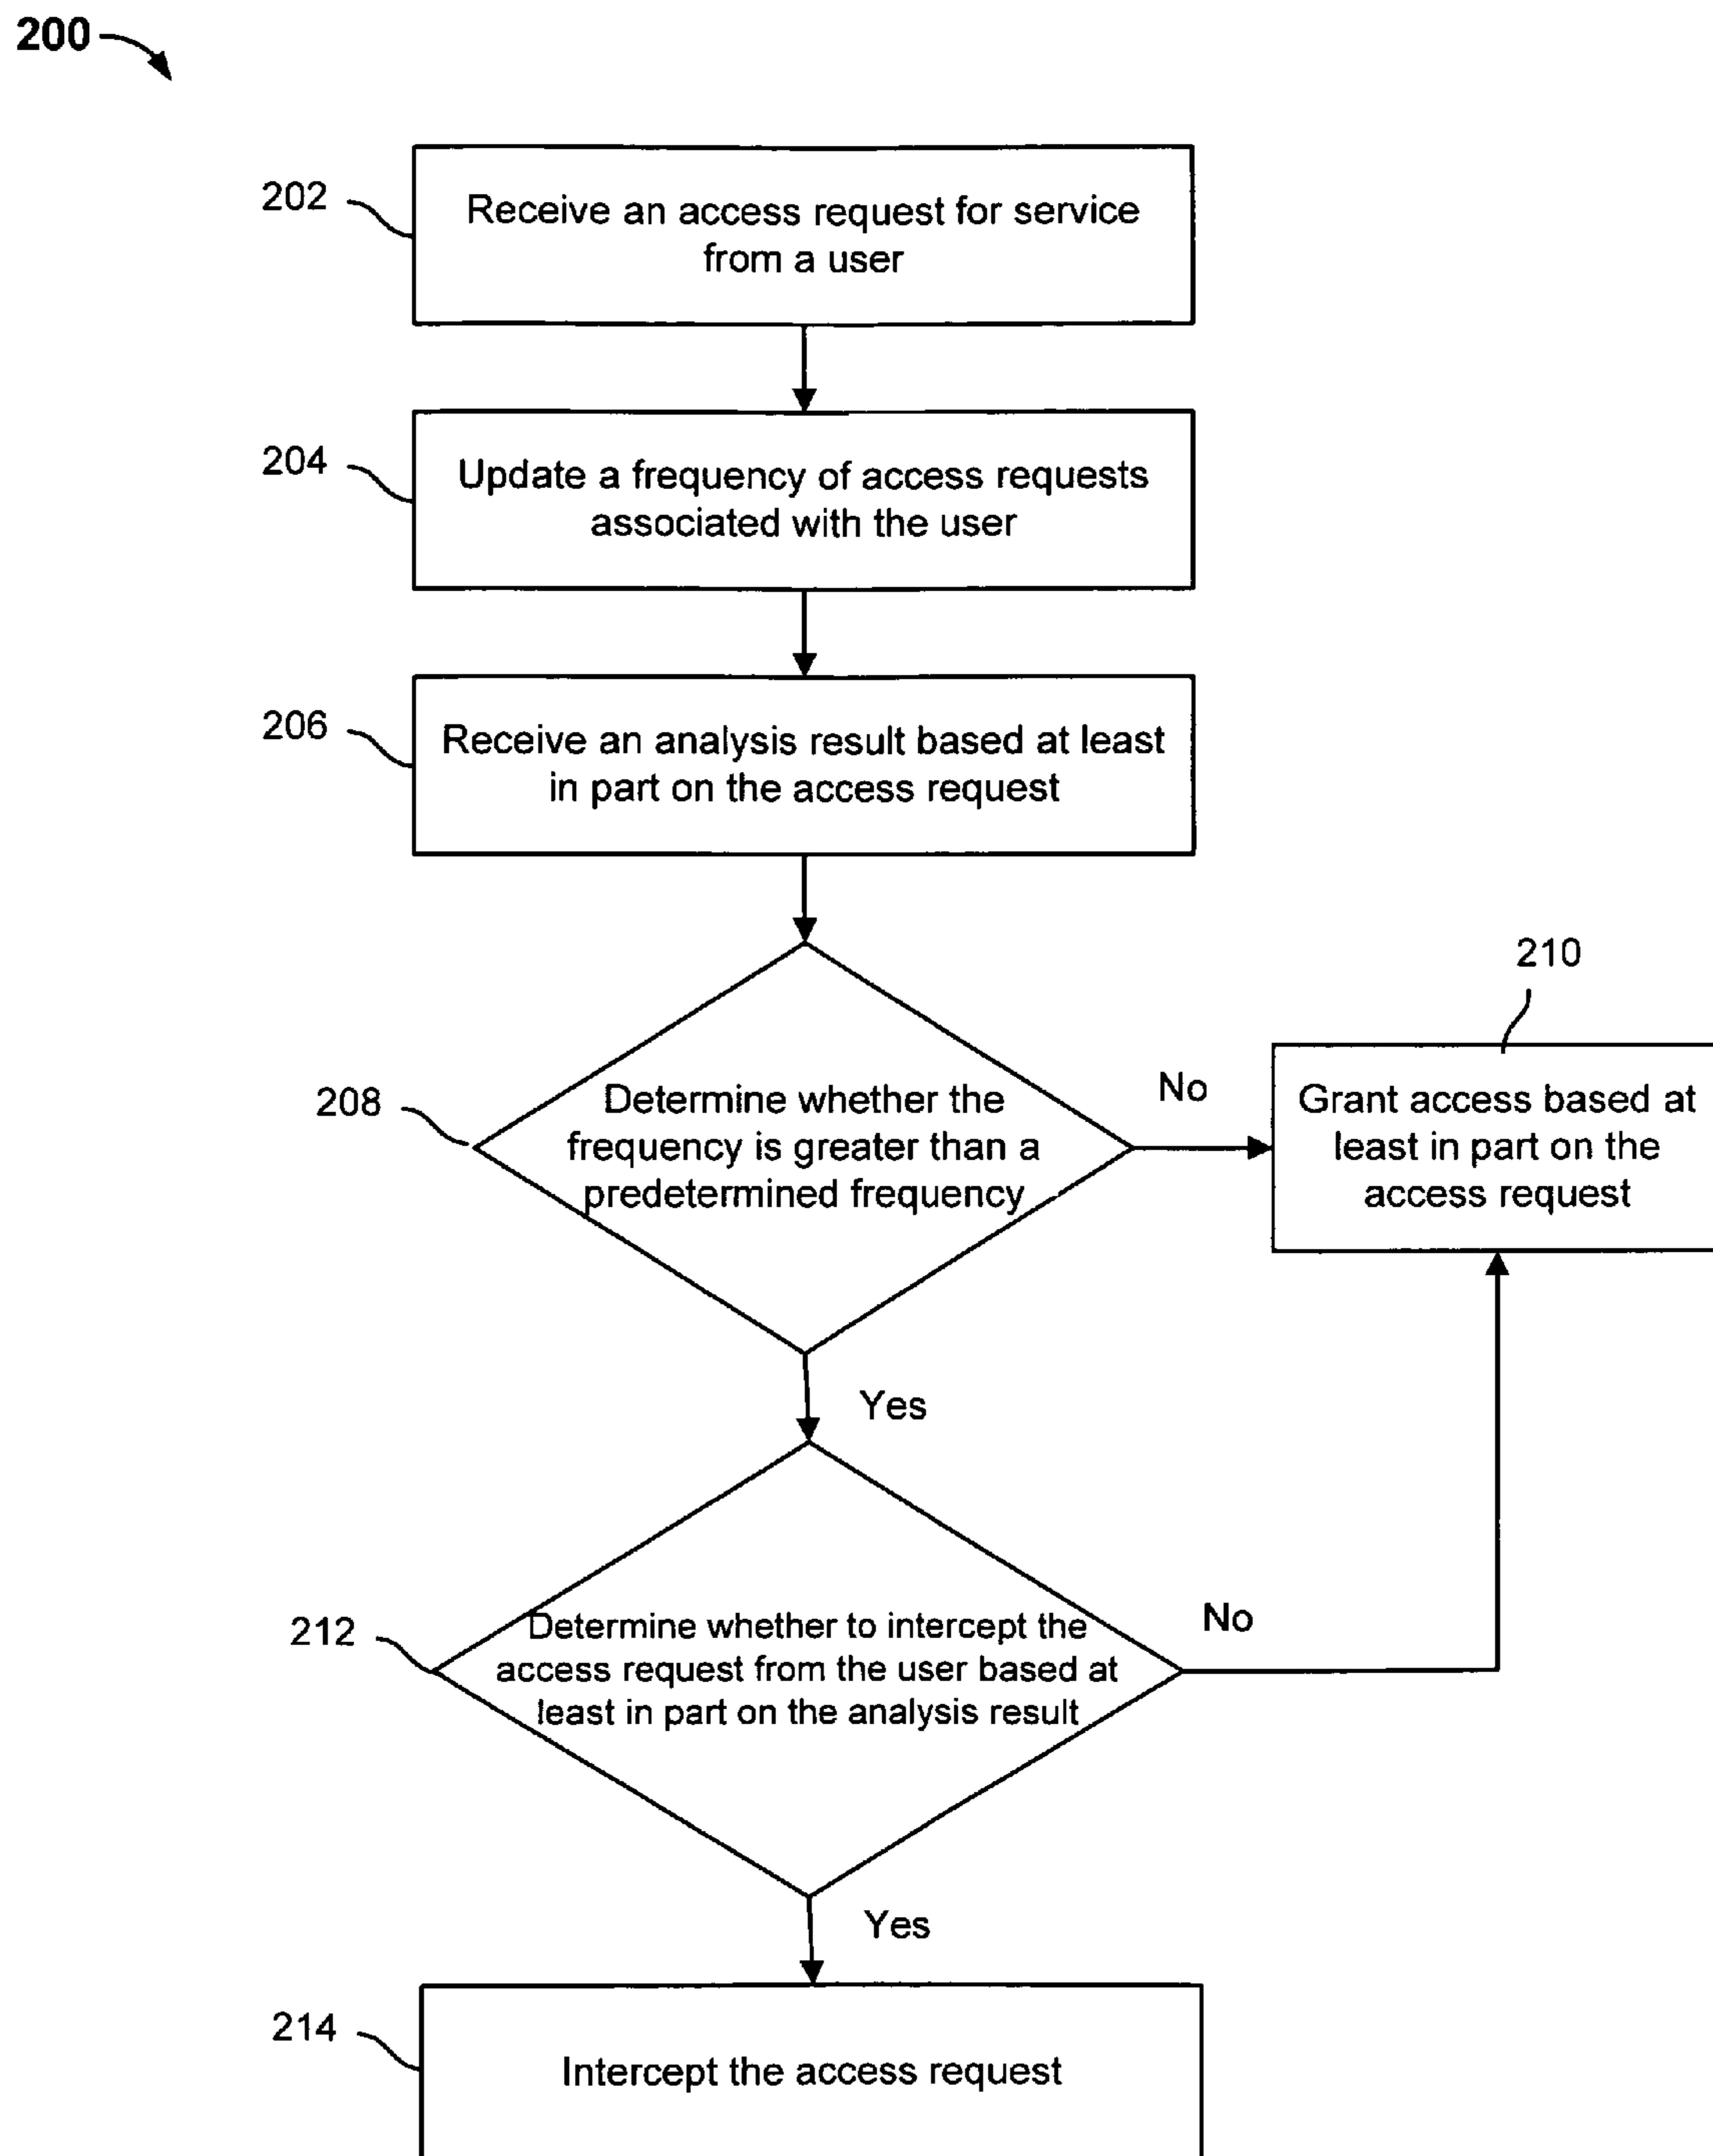 200
202
Receive an access request for service
from a user
204
Update a frequency of access requests
associated with the user
206
Receive an analysis result based at least
in part on the access request
210
208
Determine whether the
frequency is greater than a
predetermined frequency
No
Grant access based at
least in part on the
access request
Yes
212
Determine whether to intercept the
access request from the user based at
least in part on the analysis result
No
Yes
214
Intercept the access request